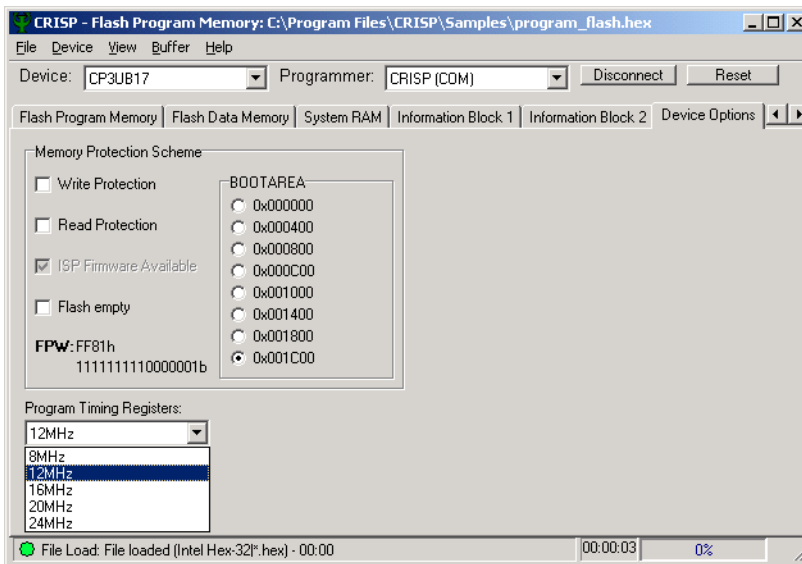 CRISP - Flash Program Memory: C:\Program Files\CRISP\Samples\program_flash.hex
File Device View Buffer Help
Device: CP3UB17 Programmer: CRISP (COM) Disconnect Reset
Flash Program Memory Flash Data Memory System RAM Information Block 1 Information Block 2 Device Options
Memory Protection Scheme
Write Protection
Read Protection
ISP Firmware Available
Flash empty
FPW: FF81h
1111111110000001b
BOOTAREA
0x000000
0x000400
0x000800
0x000C00
0x001000
0x001400
0x001800
0x001C00
Program Timing Registers:
12MHz
8MHz
12MHz
16MHz
20MHz
24MHz
File Load: File loaded (Intel Hex-32|*.hex) - 00:00 00:00:03 0%